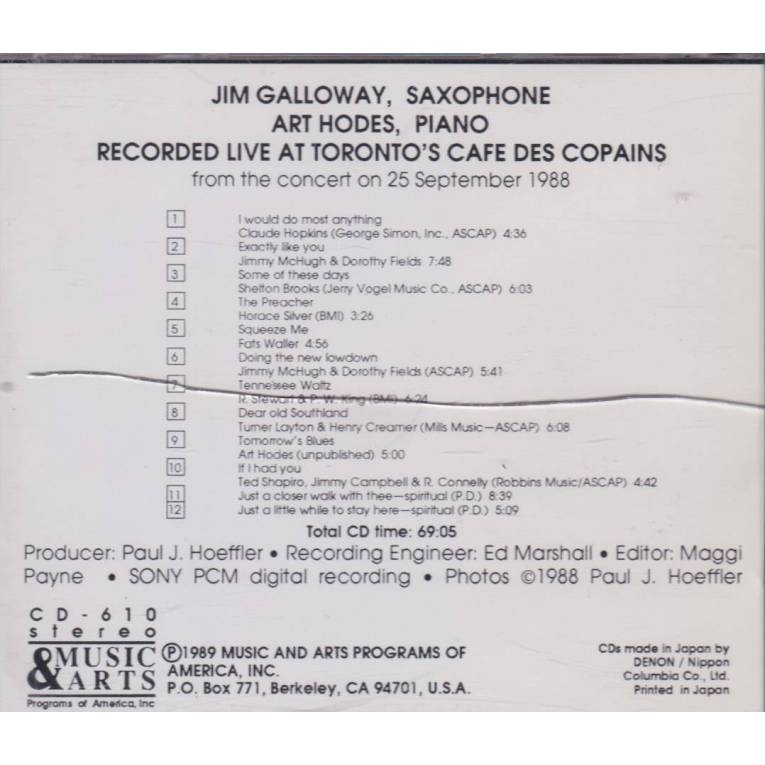 JIM GALLOWAY, SAXOPHONE
ART HODES, PIANO
RECORDED LIVE AT TORONTO'S CAFE DES COPAINS
from the concert on 25 September 1988
1 I would do most anything
Claude Hopkins (George Simon, Inc., ASCAP) 4:36
2 Exactly like you
Jimmy McHugh & Dorothy Fields 7:48
3 Some of these days
Shelton Brooks (Jerry Vogel Music Co., ASCAP) 6:03
4 The Preacher
Horace Silver (BMI) 3:26
5 Squeeze Me
Fats Waller 4:56
6 Doing the new lowdown
Jimmy McHugh & Dorothy Fields (ASCAP) 5:41
7 Tennessee Waltz
R. Stewart & P. W. King (BMI) 6:24
8 Dear old Southland
Turner Layton & Henry Creamer (Mills Music—ASCAP) 6:08
9 Tomorrow's Blues
Art Hodes (unpublished) 5:00
10 If I had you
Ted Shapiro, Jimmy Campbell & R. Connelly (Robbins Music/ASCAP) 4:42
11 Just a closer walk with thee—spiritual (P.D.) 8:39
12 Just a little while to stay here—spiritual (P.D.) 5:09
Total CD time: 69:05
Producer: Paul J. Hoeffler • Recording Engineer: Ed Marshall • Editor: Maggi
Payne • SONY PCM digital recording • Photos ©1988 Paul J. Hoeffler
CD-610
stereo
MUSIC
& ARTS
Programs of America, Inc
℗1989 MUSIC AND ARTS PROGRAMS OF
AMERICA, INC.
P.O. Box 771, Berkeley, CA 94701, U.S.A.
CDs made in Japan by
DENON / Nippon
Columbia Co., Ltd.
Printed in Japan